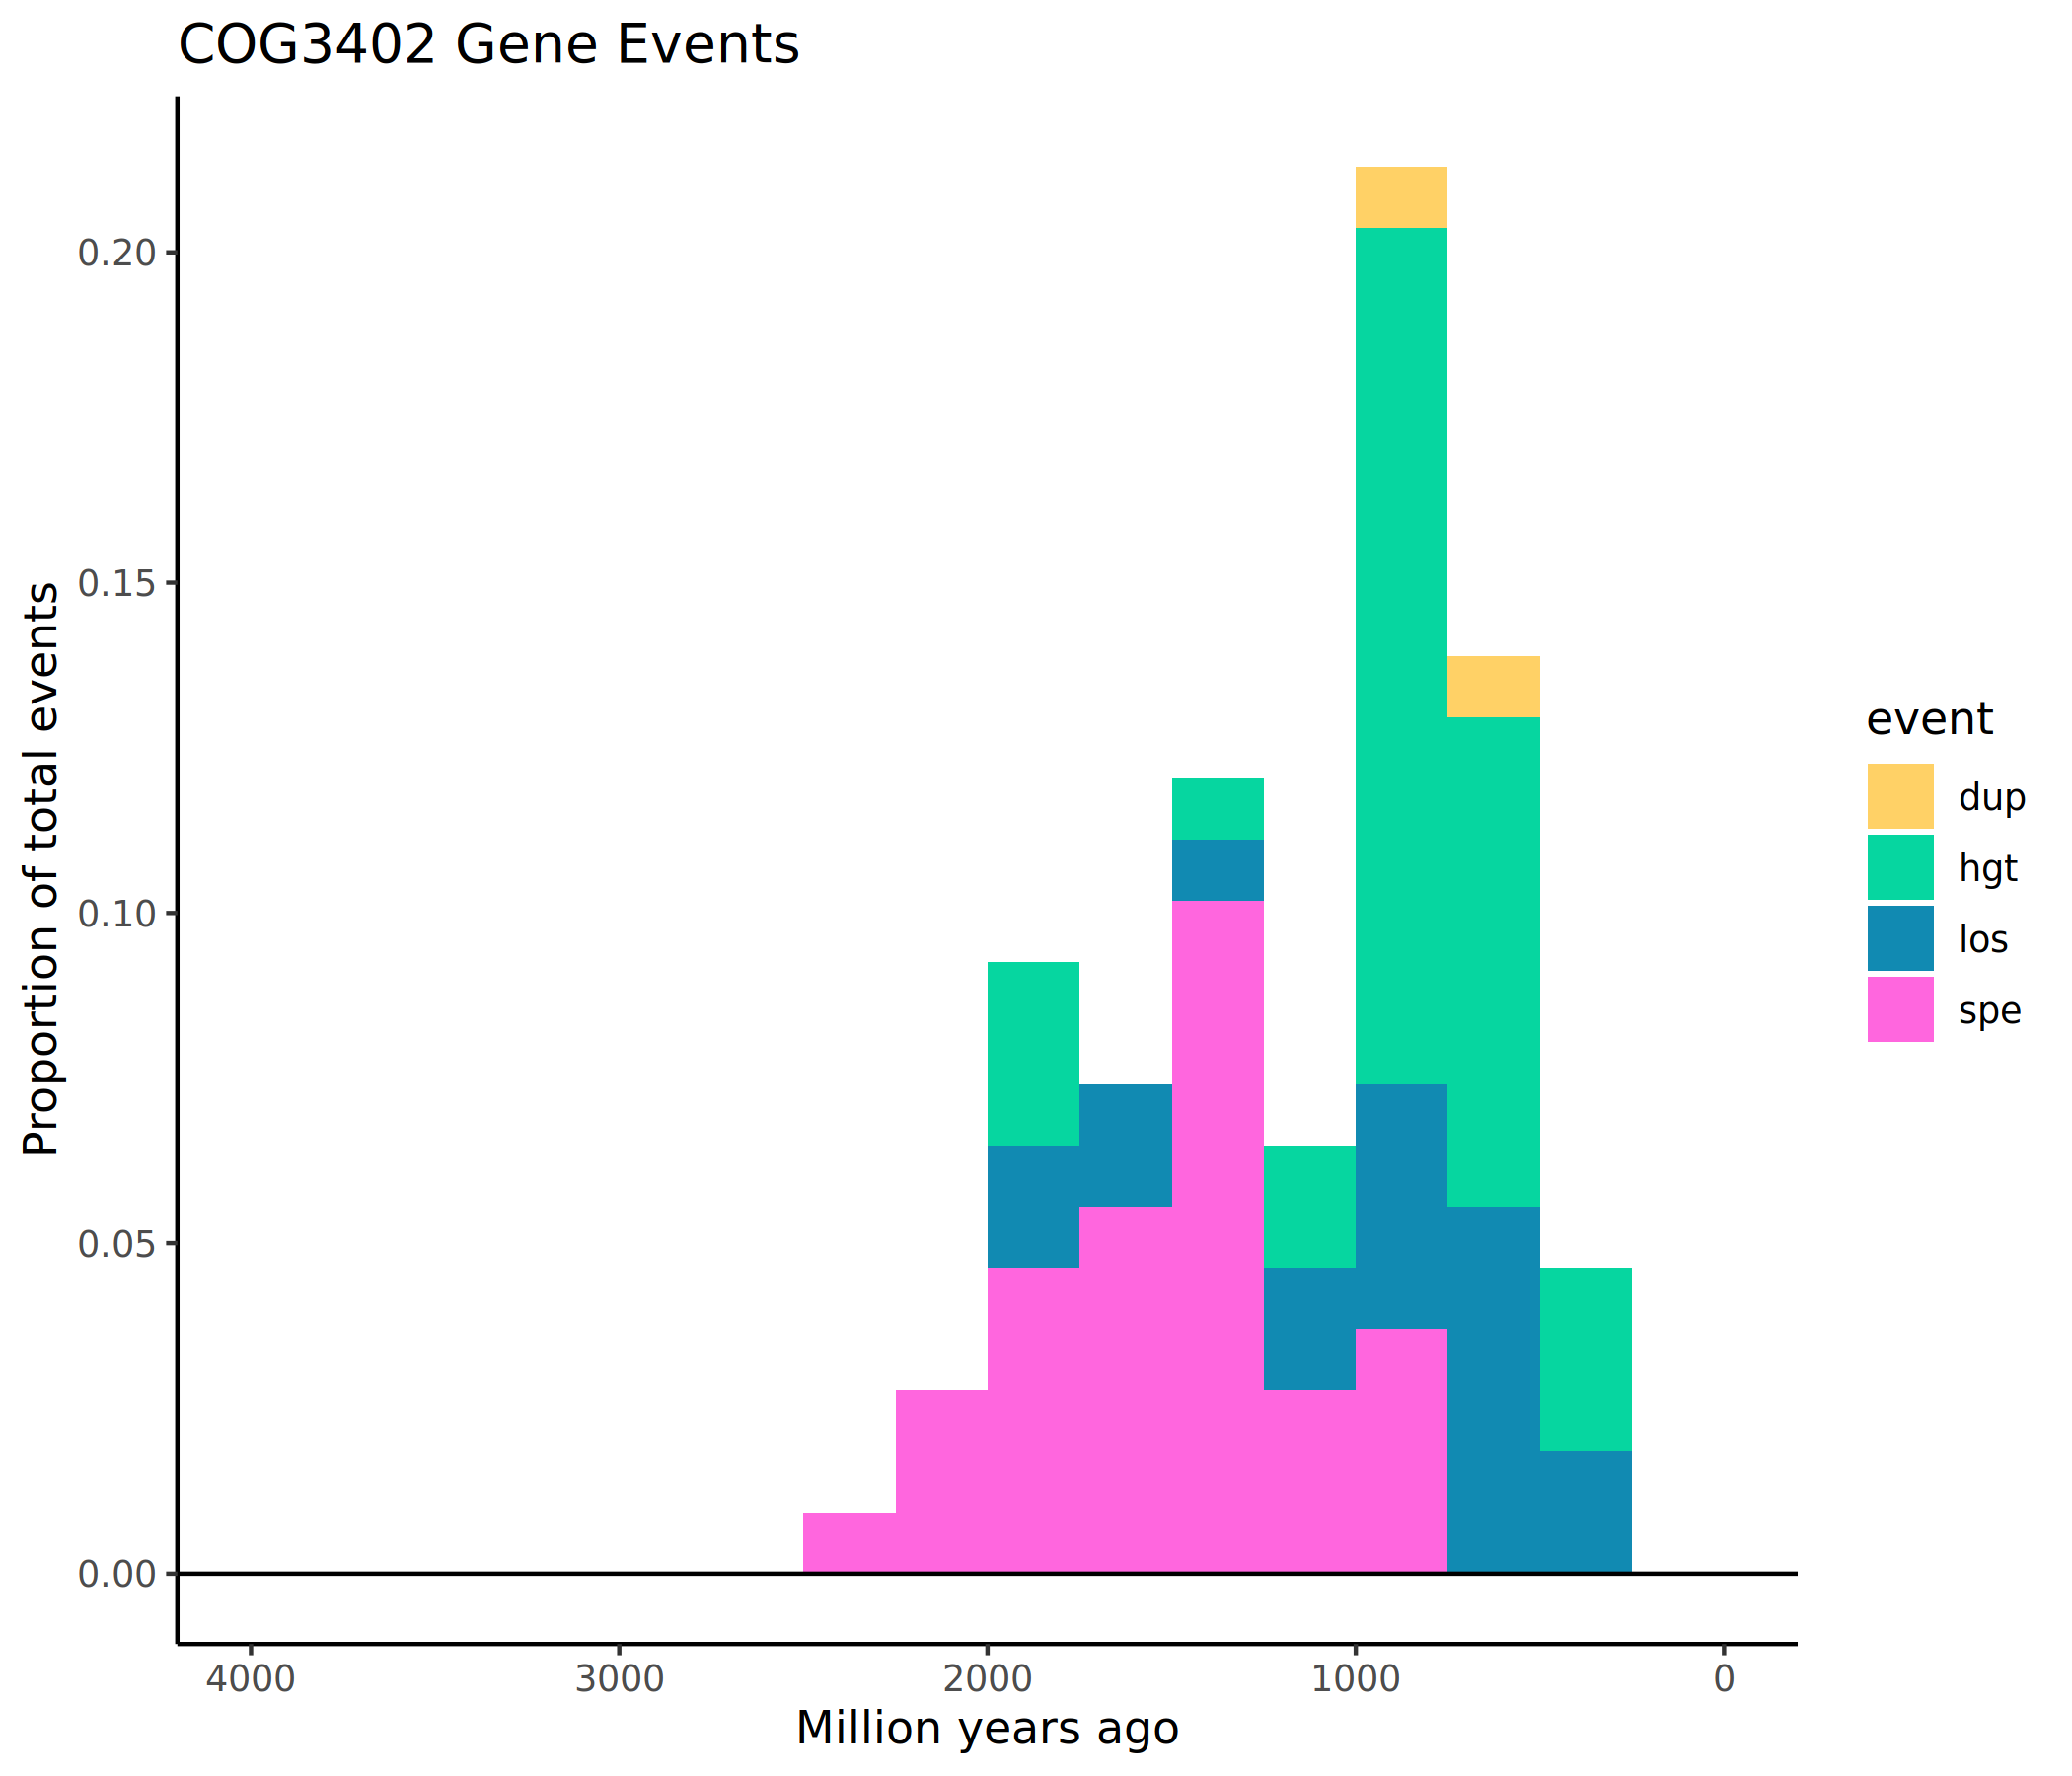 COG3402 Gene Events
Proportion of total events
0.20
0.15
0.10
0.05
0.00
4000 3000 2000 1000 0
Million years ago
event
dup
hgt
los
spe